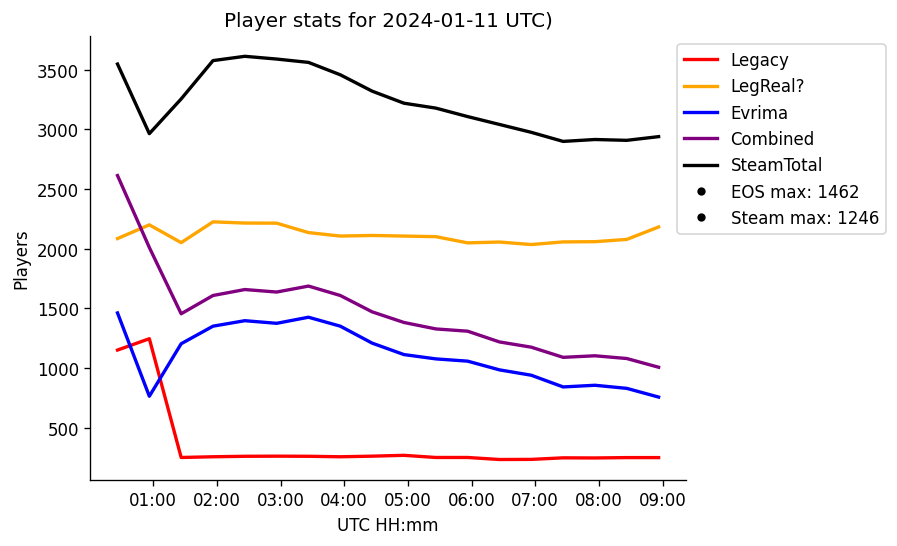 Player stats for 2024-01-11 UTC)
Players
3500
3000
2500
2000
1500
1000
500
01:00 02:00 03:00 04:00 05:00 06:00 07:00 08:00 09:00
UTC HH:mm
Legacy
LegReal?
Evrima
Combined
SteamTotal
EOS max: 1462
Steam max: 1246